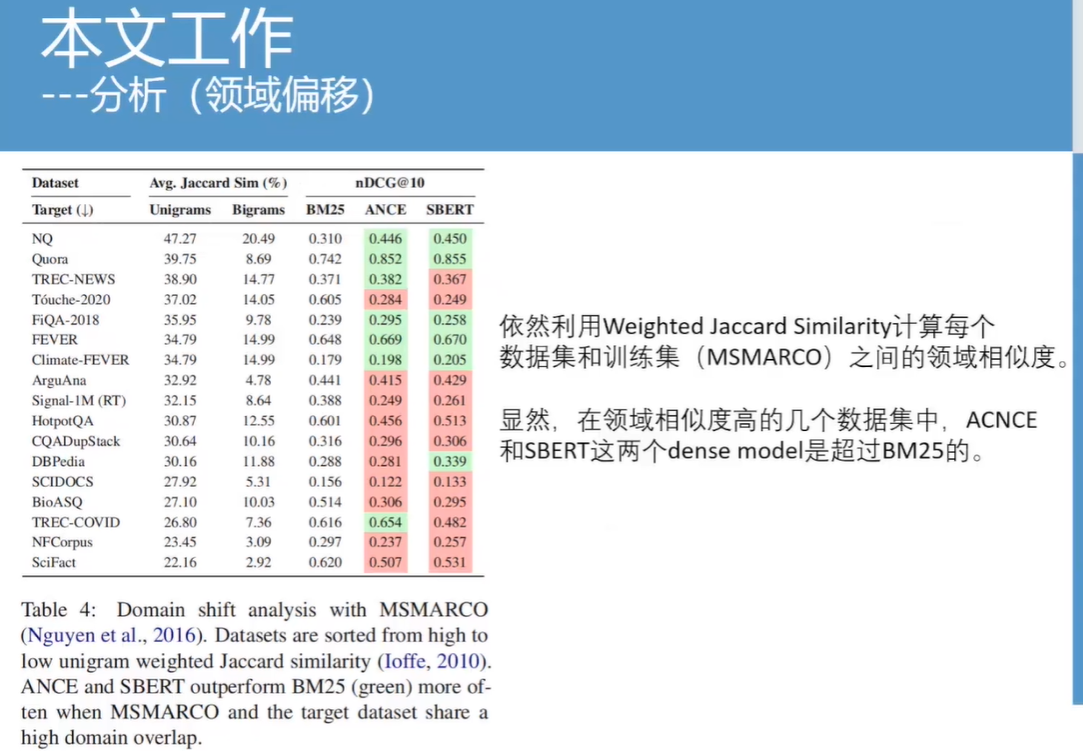 本文工作
---分析（领域偏移）
Dataset Avg. Jaccard Sim (%) nDCG@10
Target (↓) Unigrams Bigrams BM25 ANCE SBERT
NQ 47.27 20.49 0.310 0.446 0.450
Quora 39.75 8.69 0.742 0.852 0.855
TREC-NEWS 38.90 14.77 0.371 0.382 0.367
Tóuche-2020 37.02 14.05 0.605 0.284 0.249
FiQA-2018 35.95 9.78 0.239 0.295 0.258
FEVER 34.79 14.99 0.648 0.669 0.670
Climate-FEVER 34.79 14.99 0.179 0.198 0.205
ArguAna 32.92 4.78 0.441 0.415 0.429
Signal-1M (RT) 32.15 8.64 0.388 0.249 0.261
HotpotQA 30.87 12.55 0.601 0.456 0.513
CQADupStack 30.64 10.16 0.316 0.296 0.306
DBPedia 30.16 11.88 0.288 0.281 0.339
SCIDOCS 27.92 5.31 0.156 0.122 0.133
BioASQ 27.10 10.03 0.514 0.306 0.295
TREC-COVID 26.80 7.36 0.616 0.654 0.482
NFCorpus 23.45 3.09 0.297 0.237 0.257
SciFact 22.16 2.92 0.620 0.507 0.531
Table 4: Domain shift analysis with MSMARCO
(Nguyen et al., 2016). Datasets are sorted from high to
low unigram weighted Jaccard similarity (Ioffe, 2010).
ANCE and SBERT outperform BM25 (green) more of-
ten when MSMARCO and the target dataset share a
high domain overlap.
依然利用Weighted Jaccard Similarity计算每个
数据集和训练集（MSMARCO）之间的领域相似度。
显然，在领域相似度高的几个数据集中，ACNCE
和SBERT这两个dense model是超过BM25的。